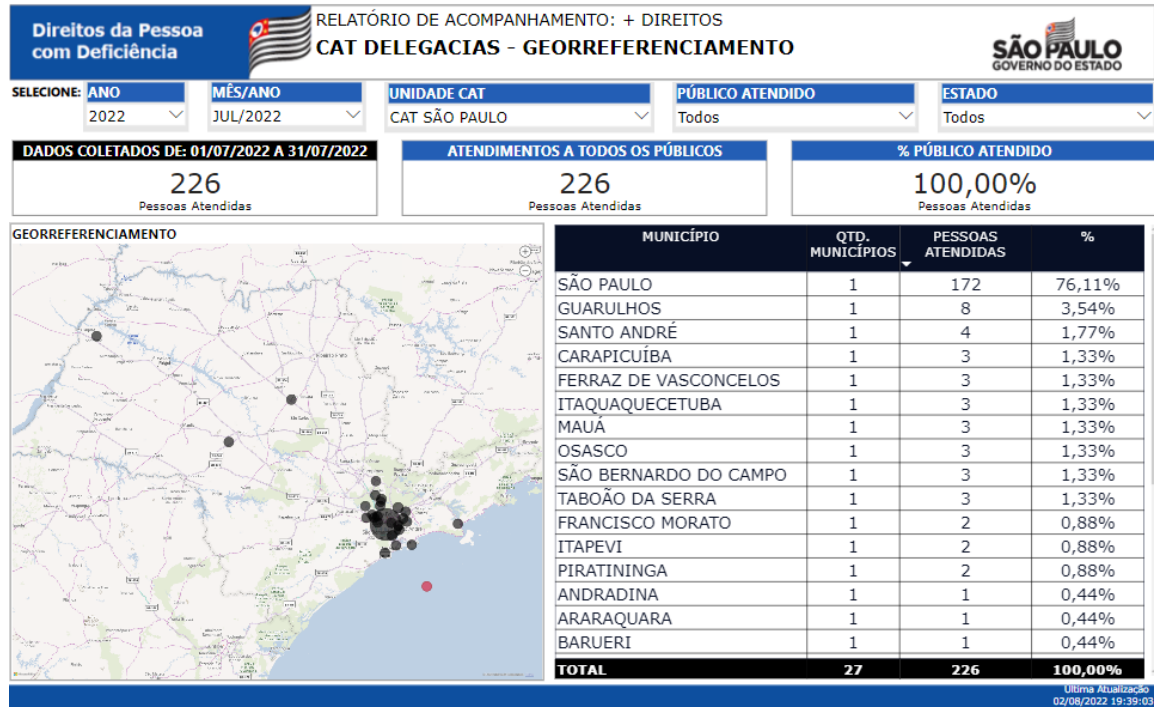 Direitos da Pessoa
com Deficiência
RELATÓRIO DE ACOMPANHAMENTO: + DIREITOS
CAT DELEGACIAS - GEORREFERENCIAMENTO
SÃO PAULO
GOVERNO DO ESTADO
SELECIONE: ANO MÊS/ANO UNIDADE CAT PÚBLICO ATENDIDO ESTADO
2022 JUL/2022 CAT SÃO PAULO Todos Todos
DADOS COLETADOS DE: 01/07/2022 A 31/07/2022 ATENDIMENTOS A TODOS OS PÚBLICOS % PÚBLICO ATENDIDO
226 226 100,00%
Pessoas Atendidas Pessoas Atendidas Pessoas Atendidas
GEORREFERENCIAMENTO
MUNICÍPIO QTD. MUNICÍPIOS PESSOAS ATENDIDAS %
SÃO PAULO 1 172 76,11%
GUARULHOS 1 8 3,54%
SANTO ANDRÉ 1 4 1,77%
CARAPICUÍBA 1 3 1,33%
FERRAZ DE VASCONCELOS 1 3 1,33%
ITAQUAQUECETUBA 1 3 1,33%
MAUÁ 1 3 1,33%
OSASCO 1 3 1,33%
SÃO BERNARDO DO CAMPO 1 3 1,33%
TABOÃO DA SERRA 1 3 1,33%
FRANCISCO MORATO 1 2 0,88%
ITAPEVI 1 2 0,88%
PIRATININGA 1 2 0,88%
ANDRADINA 1 1 0,44%
ARARAQUARA 1 1 0,44%
BARUERI 1 1 0,44%
TOTAL 27 226 100,00%
Última Atualização
02/08/2022 19:39:03